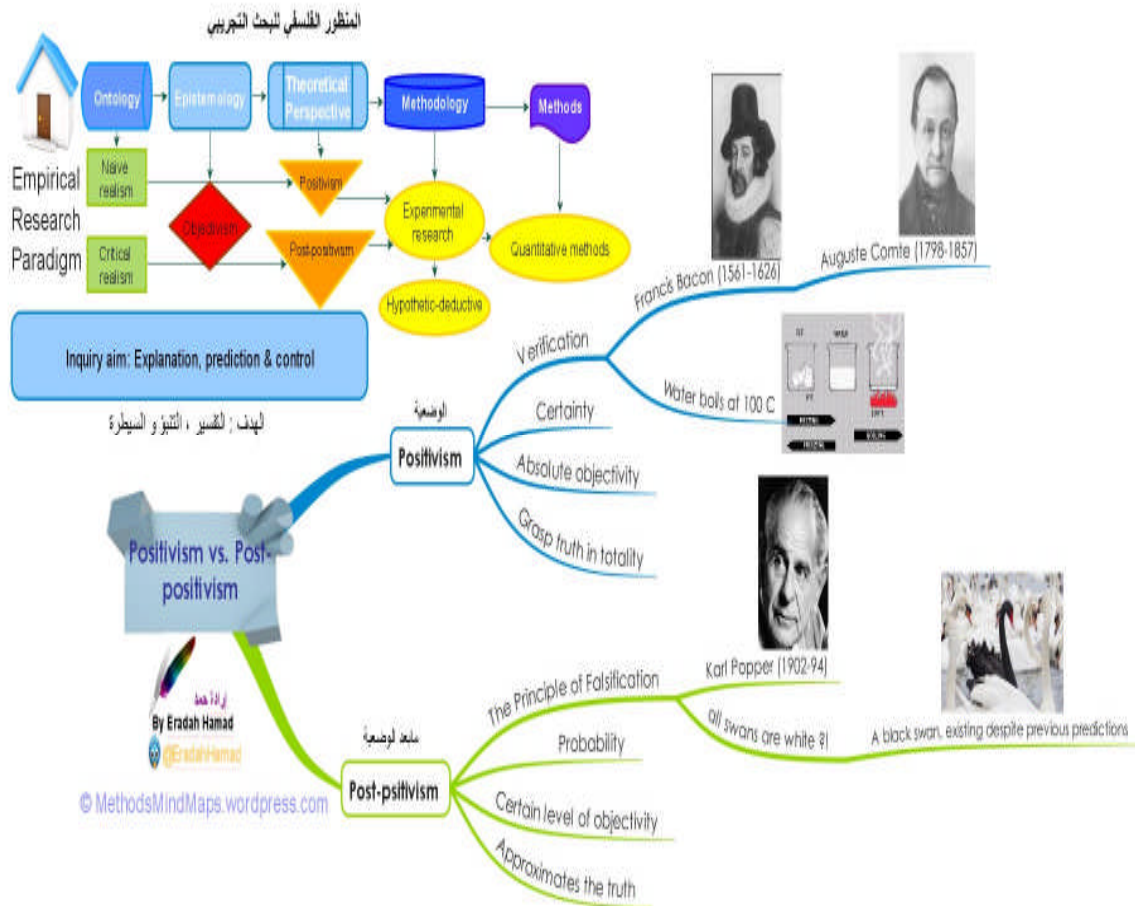 المنظور الفلسفي للبحث التجريبي
Ontology
Epistemology
Theoretical
Perspective
Methodology
Methods
Empirical
Research
Paradigm
Naive
realism
Objectivism
Positivism
Experimental
research
Quantitative methods
Critical
realism
Post-positivism
Hypothetic-deductive
Inquiry aim: Explanation, prediction & control
الهدف : التفسير ، التنبؤ و السيطرة
Positivism vs. Post-
positivism
إرادة حمد
By Eradah Hamad
@EradahHamad
© MethodsMindMaps.wordpress.com
الوضعية
Positivism
Verification
Francis Bacon (1561-1626)
Auguste Comte (1798-1857)
Water boils at 100 C
MELTING
FREEZING
BOILING
Certainty
Absolute objectivity
Grasp truth in totality
مابعد لوضعية
Post-psitivism
The Principle of Falsification
Karl Popper (1902-94)
all swans are white ?!
A black swan, existing despite previous predictions
Probability
Certain level of objectivity
Approximates the truth